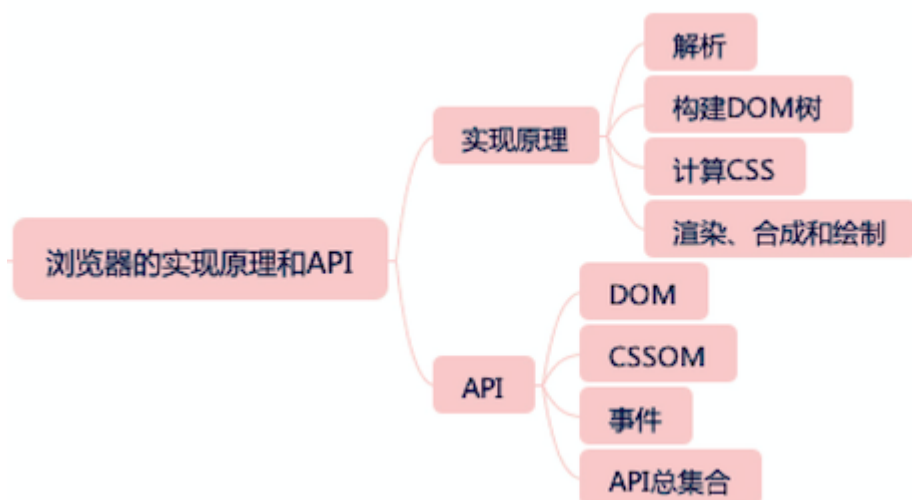 浏览器的实现原理和API
实现原理
解析
构建DOM树
计算CSS
渲染、合成和绘制
API
DOM
CSSOM
事件
API总集合